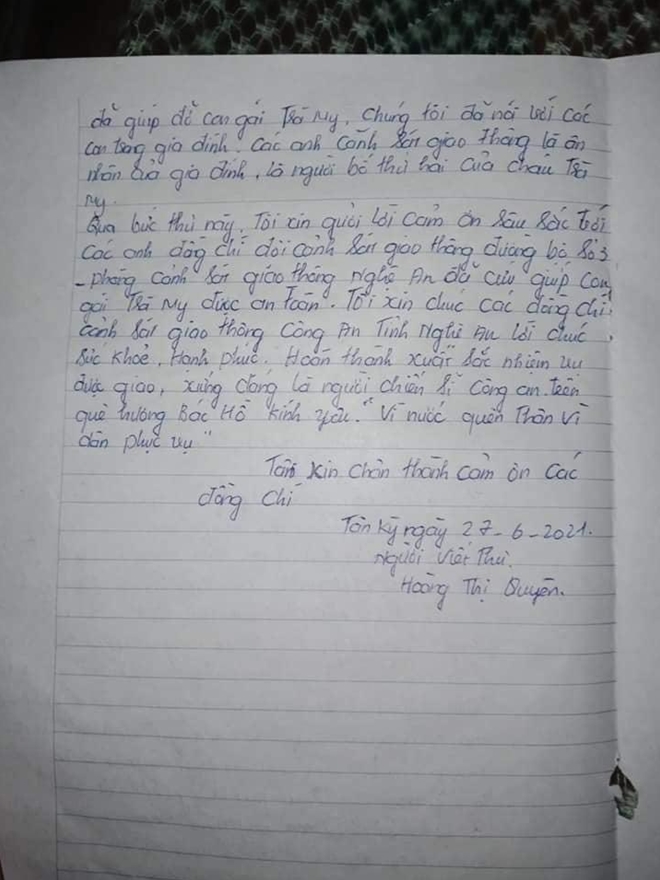 đã giúp đỡ con gái Trà My, chúng tôi đã nói với các
con trong gia đình. Các anh cảnh sát giao thông là ân
nhân của gia đình, là người bố thứ hai của cháu Trà
My.
Qua bức thư này, Tôi xin gửi lời cảm ơn sâu sắc tới
các anh đồng chí đội cảnh sát giao thông đường bộ số 3
- phòng cảnh sát giao thông Nghệ An đã cứu giúp con
gái Trà My được an toàn. Tôi xin chúc các đồng chí
cảnh sát giao thông Công An Tỉnh Nghệ An lời chúc
sức khoẻ, Hạnh phúc. Hoàn thành xuất sắc nhiệm vụ
được giao, xứng đáng là người chiến sĩ công an trên
quê hương Bác Hồ kính yêu. "Vì nước quên Thân Vì
dân phục vụ"
Tôi xin chân thành cảm ơn các
đồng chí
Tân Kỳ ngày 27-6-2021.
Người Viết Thư.
Hoàng Thị Quyên.